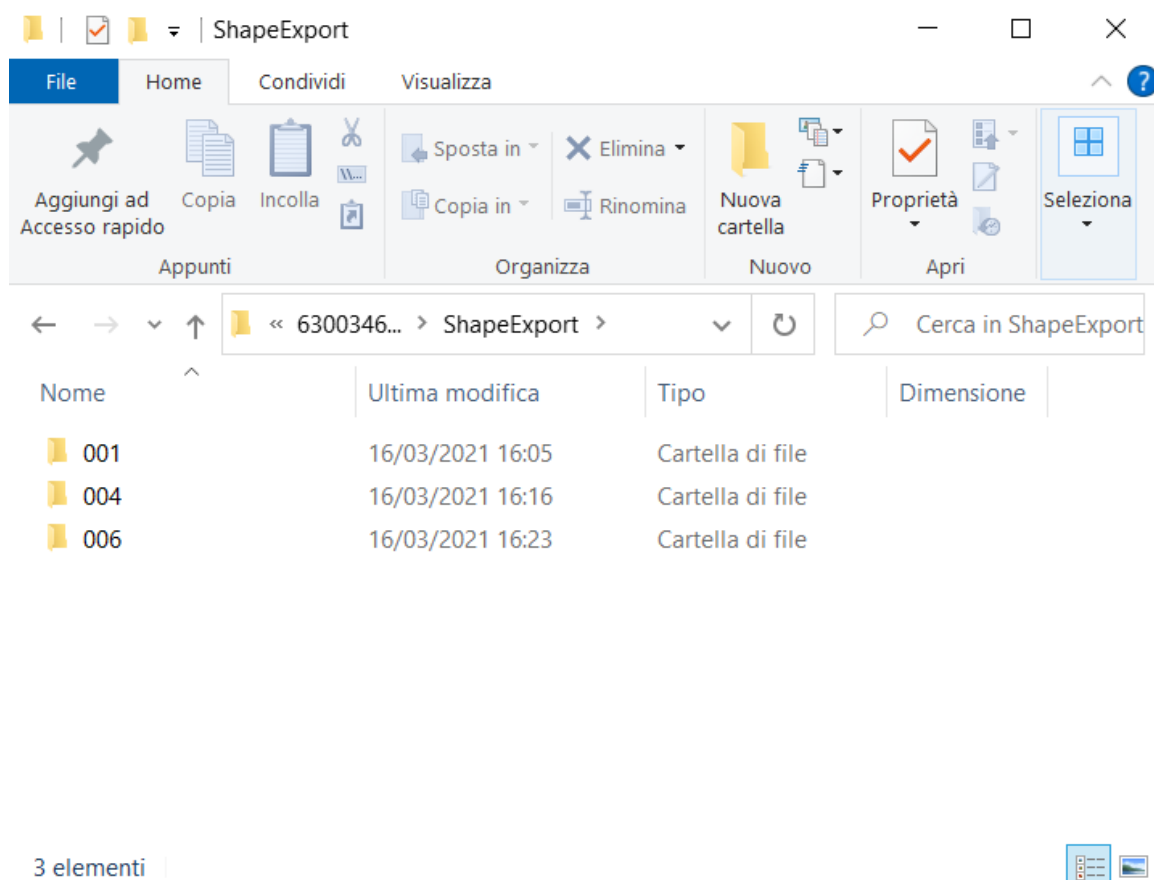 ShapeExport
File Home Condividi Visualizza ?
Aggiungi ad
Accesso rapido
Copia
Incolla
W...
Appunti
Sposta in
Copia in
Elimina
Rinomina
Organizza
Nuova
cartella
Nuovo
Proprietà
Apri
Seleziona
« 6300346... > ShapeExport > Cerca in ShapeExport
Nome Ultima modifica Tipo Dimensione
001 16/03/2021 16:05 Cartella di file
004 16/03/2021 16:16 Cartella di file
006 16/03/2021 16:23 Cartella di file
3 elementi